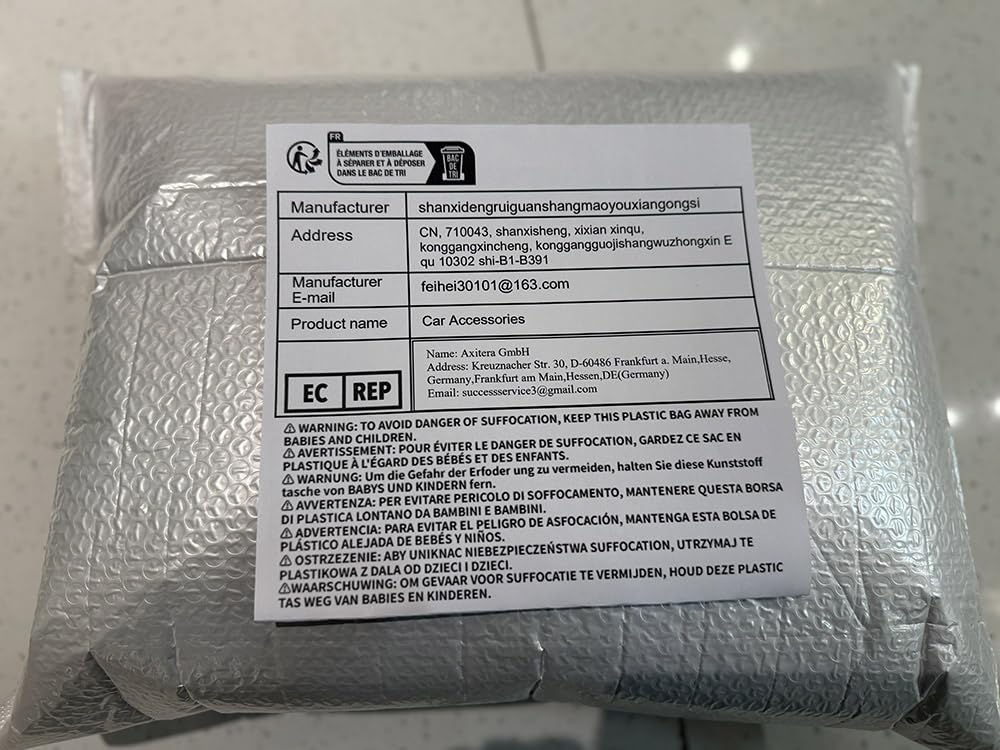 FR
ÉLÉMENTS D'EMBALLAGE
À SÉPARER ET À DÉPOSER
DANS LE BAC DE TRI
BAC
DE
TRI
Manufacturer shanxidengruiguanshangmaoyouxiangongsi
Address CN, 710043, shanxisheng, xixian xinqu,
konggangxincheng, konggangguojishangwuzhongxin E
qu 10302 shi-B1-B391
Manufacturer
E-mail feihei30101@163.com
Product name Car Accessories
EC REP
Name: Axitera GmbH
Address: Kreuznacher Str. 30, D-60486 Frankfurt a. Main,Hesse,
Germany,Frankfurt am Main,Hessen,DE(Germany)
Email: successservice3@gmail.com
⚠ WARNING: TO AVOID DANGER OF SUFFOCATION, KEEP THIS PLASTIC BAG AWAY FROM
BABIES AND CHILDREN.
⚠ AVERTISSEMENT: POUR ÉVITER LE DANGER DE SUFFOCATION, GARDEZ CE SAC EN
PLASTIQUE À L'ÉGARD DES BÉBÉS ET DES ENFANTS.
⚠ WARNUNG: Um die Gefahr der Erfoder ung zu vermeiden, halten Sie diese Kunststoff
tasche von BABYS UND KINDERN fern.
⚠ AVVERTENZA: PER EVITARE PERICOLO DI SOFFOCAMENTO, MANTENERE QUESTA BORSA
DI PLASTICA LONTANO DA BAMBINI E BAMBINI.
⚠ ADVERTENCIA: PARA EVITAR EL PELIGRO DE ASFOCACIÓN, MANTENGA ESTA BOLSA DE
PLÁSTICO ALEJADA DE BEBÉS Y NIÑOS.
⚠ OSTRZEZENIE: ABY UNIKNAC NIEBEZPIECZEŃSTWA SUFFOCATION, UTRZYMAJ TE
PLASTIKOWA Z DALA OD DZIECI I DZIECI.
⚠WAARSCHUWING: OM GEVAAR VOOR SUFFOCATIE TE VERMIJDEN, HOUD DEZE PLASTIC
TAS WEG VAN BABIES EN KINDEREN.